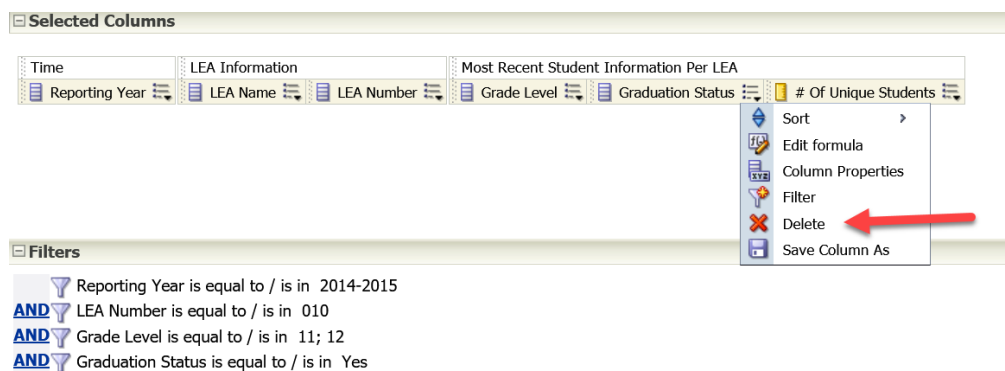 Selected Columns
Time LEA Information Most Recent Student Information Per LEA
Reporting Year LEA Name LEA Number Grade Level Graduation Status # Of Unique Students
Sort
Edit formula
Column Properties
Filter
Delete
Save Column As
Filters
Reporting Year is equal to / is in 2014-2015
AND LEA Number is equal to / is in 010
AND Grade Level is equal to / is in 11; 12
AND Graduation Status is equal to / is in Yes